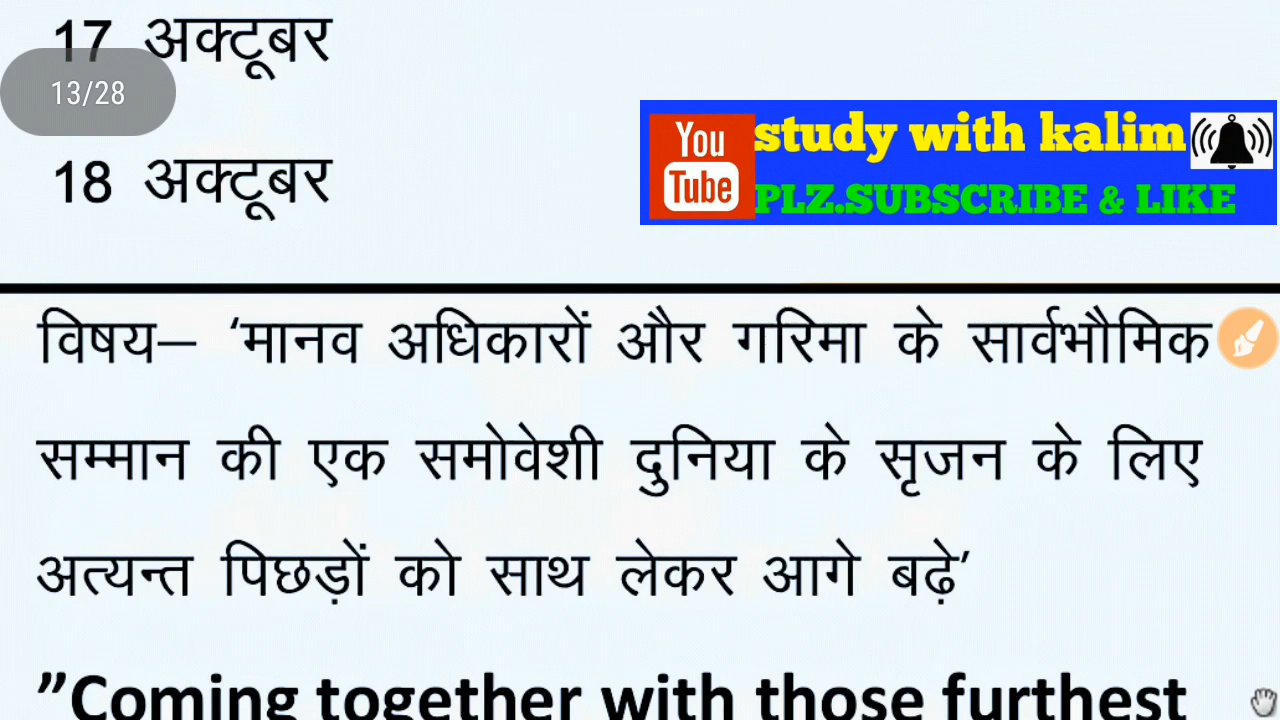 17 अक्टूबर
13/28
18 अक्टूबर
You
Tube
study with kalim
PLZ.SUBSCRIBE & LIKE
विषय– ‘मानव अधिकारों और गरिमा के सार्वभौमिक
सम्मान की एक समोवेशी दुनिया के सृजन के लिए
अत्यन्त पिछड़ों को साथ लेकर आगे बढ़े’
”Coming together with those furthest